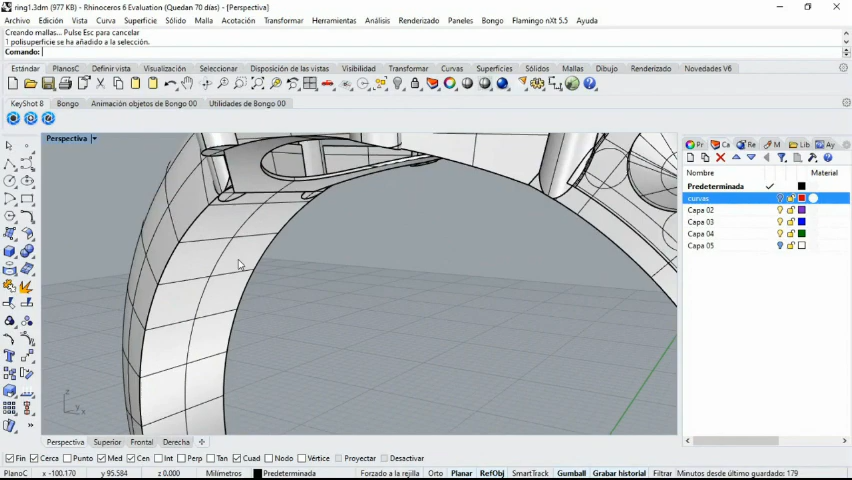 ring1.3dm (977 KB) - Rhinoceros 6 Evaluation (Quedan 70 días) - [Perspectiva]
Archivo Edición Vista Curva Superficie Sólido Malla Acotación Transformar Herramientas Análisis Renderizado Paneles Bongo Flamingo nXt 5.5 Ayuda
Creando mallas... Pulse Esc para cancelar
1 polisuperficie se ha añadido a la selección.
Comando:
Estándar PlanosC Definir vista Visualización Seleccionar Disposición de las vistas Visibilidad Transformar Curvas Superficies Sólidos Mallas Dibujo Renderizado Novedades V6
KeyShot 8 Bongo Animación objetos de Bongo 00 Utilidades de Bongo 00
Perspectiva
Pr Ca Re M Lib Ay
Nombre Material
Predeterminada
curvas
Capa 02
Capa 03
Capa 04
Capa 05
z
y
x
Perspectiva Superior Frontal Derecha
Fin Cerca Punto Med Cen Int Perp Tan Cuad Nodo Vértice Proyectar Desactivar
PlanoC x -100.170 y 95.584 z 0.000 Milímetros Predeterminada Forzado a la rejilla Orto Planar RefObj SmartTrack Gumball Grabar historial Filtrar Minutos desde último guardado: 179